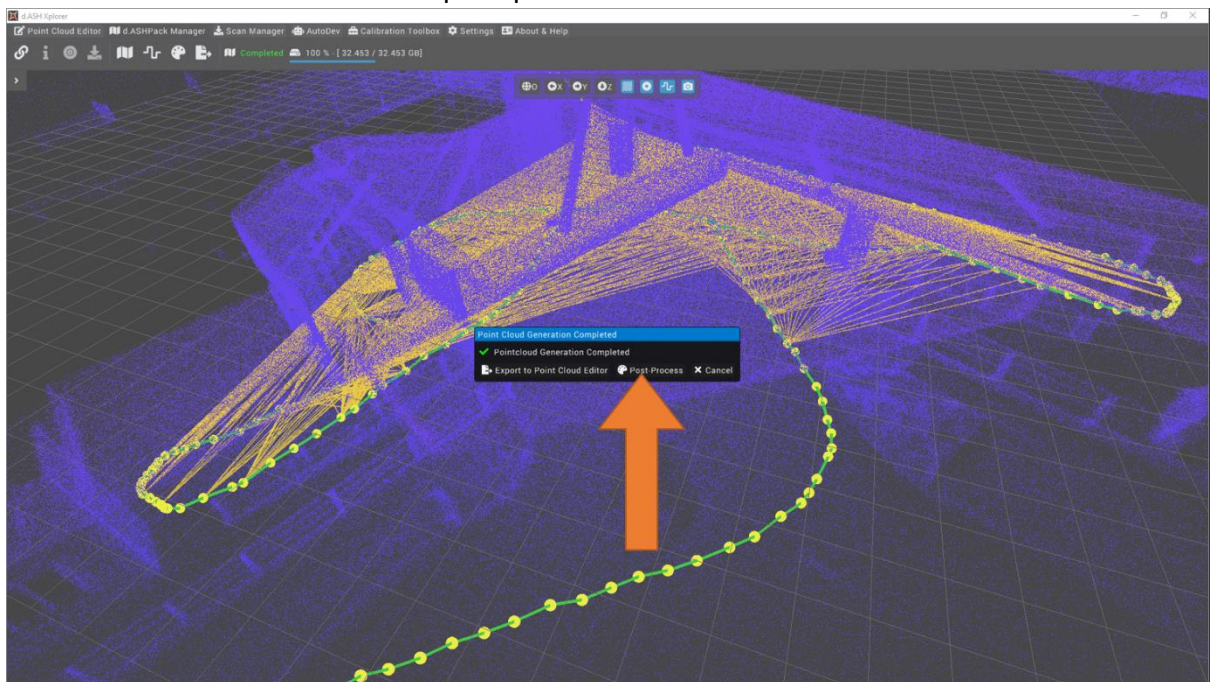 d.ASH Xplorer
Point Cloud Editor d.ASHPack Manager Scan Manager AutoDev Calibration Toolbox Settings About & Help
Completed 100 % - [ 32.453 / 32.453 GB]
O X Y Z
Point Cloud Generation Completed
Pointcloud Generation Completed
Export to Point Cloud Editor Post-Process Cancel